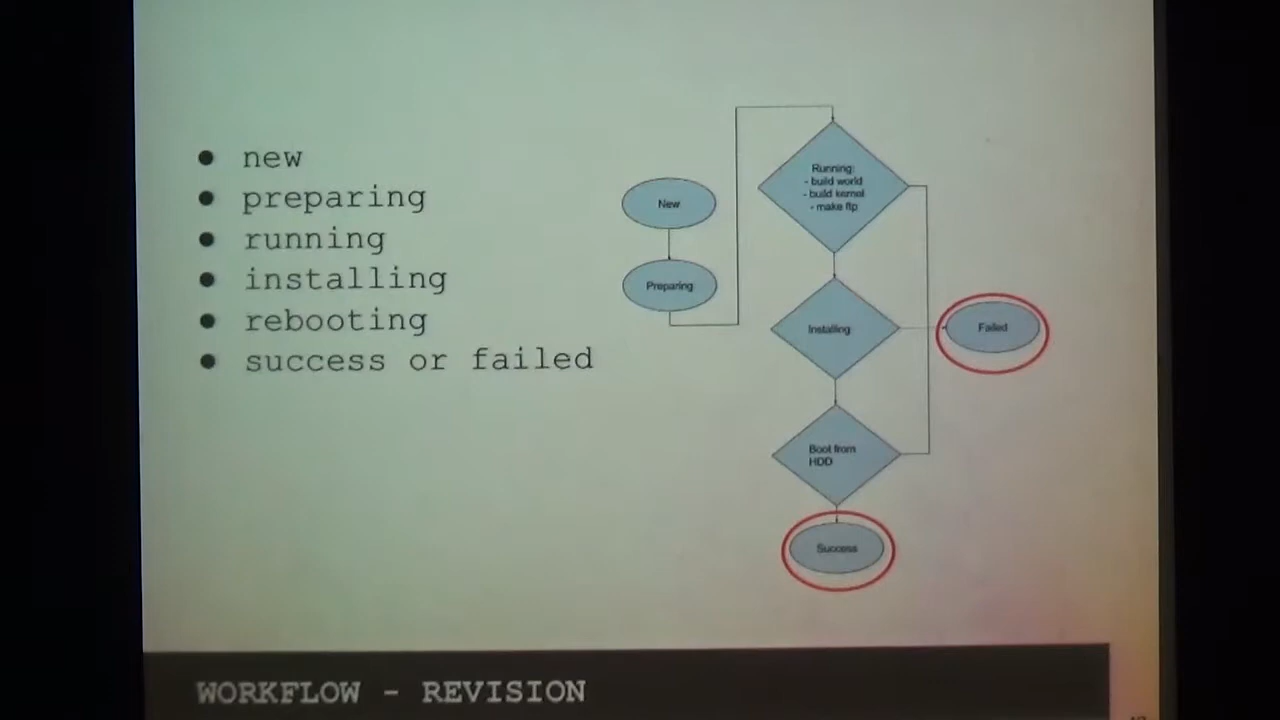 ● new
● preparing
● running
● installing
● rebooting
● success or failed
New
Preparing
Running:
- build world
- build kernel
- make ftp
Installing
Failed
Boot from
HDD
Success
WORKFLOW - REVISION